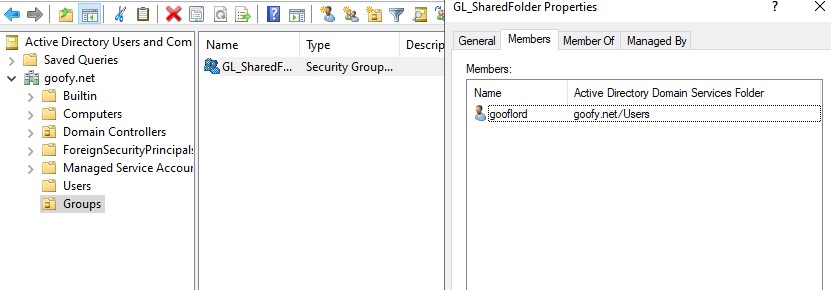 Active Directory Users and Com
Saved Queries
goofy.net
Builtin
Computers
Domain Controllers
ForeignSecurityPrincipals
Managed Service Accour
Users
Groups
Name Type Descrip
GL_SharedF... Security Group...
GL_SharedFolder Properties
General Members Member Of Managed By
Members:
Name Active Directory Domain Services Folder
gooflord goofy.net/Users